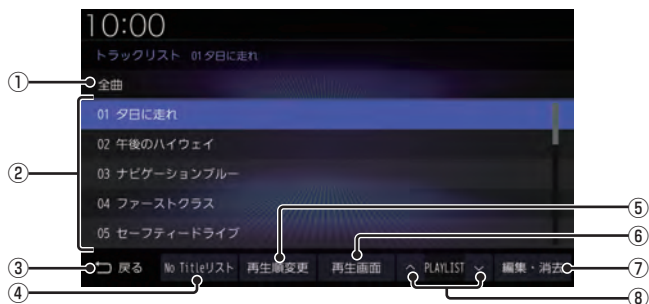 10:00
トラックリスト 01夕日に走れ
① 全曲
② 01 夕日に走れ
02 午後のハイウェイ
03 ナビゲーションブルー
04 ファーストクラス
05 セーフティードライブ
③ 戻る No Titleリスト 再生順変更 再生画面 PLAYLIST 編集・消去
④ ⑤ ⑥ ⑦ ⑧